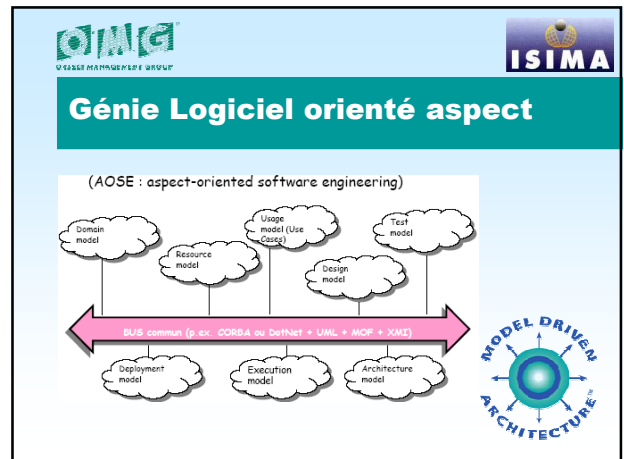 OMG
OBJECT MANAGEMENT GROUP
ISIMA
Génie Logiciel orienté aspect
(AOSE : aspect-oriented software engineering)
Domain
model
Resource
model
Usage
model (Use
Cases)
Design
model
Test
model
BUS commun (p.ex. CORBA ou DotNet + UML + MOF + XMI)
Deployment
model
Execution
model
Architecture
model
MODEL DRIVEN
ARCHITECTURE™